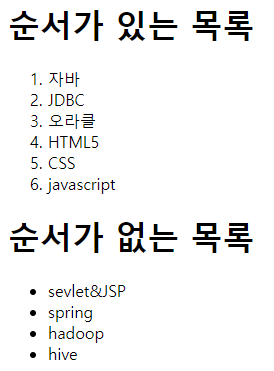 순서가 있는 목록
1. 자바
2. JDBC
3. 오라클
4. HTML5
5. CSS
6. javascript
순서가 없는 목록
• sevlet&JSP
• spring
• hadoop
• hive